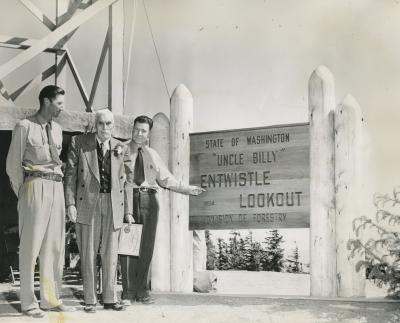 STATE OF WASHINGTON
"UNCLE BILLY"
ENTWISTLE
LOOKOUT
DIVISION OF FORESTRY